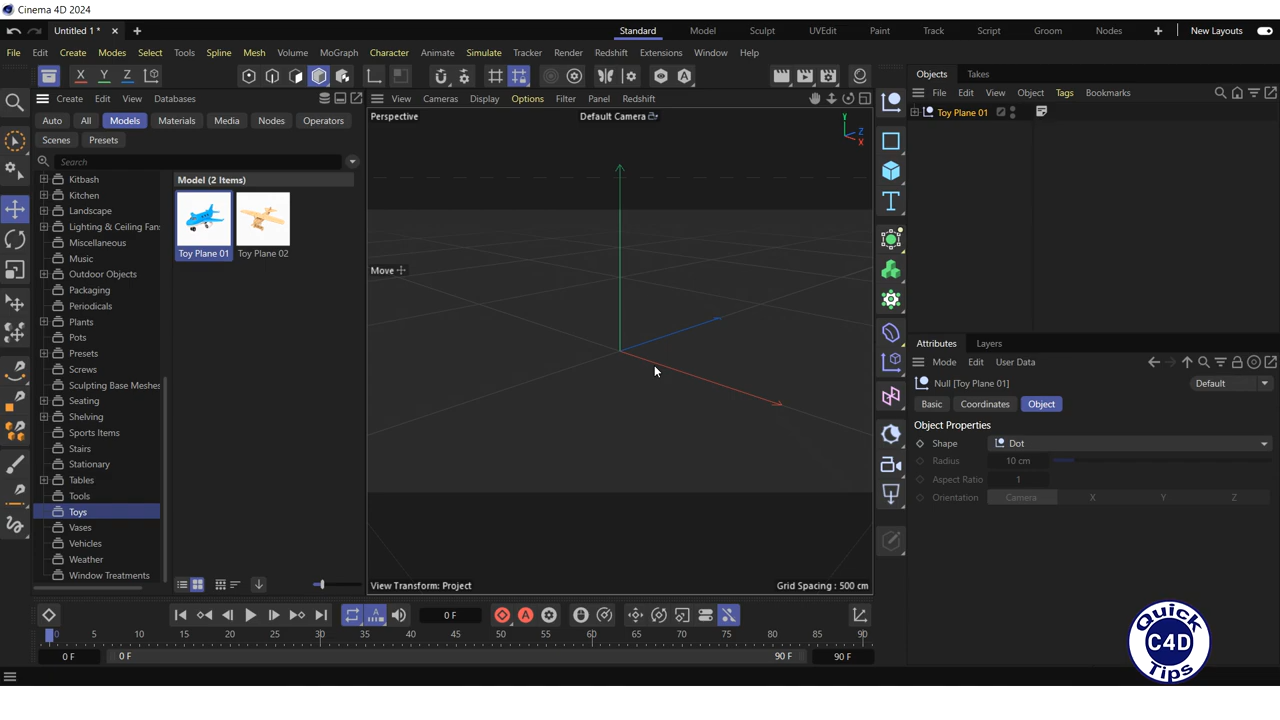 Cinema 4D 2024
Untitled 1 *
Standard
Model
Sculpt
UVEdit
Paint
Track
Script
Groom
Nodes
New Layouts
File
Edit
Create
Modes
Select
Tools
Spline
Mesh
Volume
MoGraph
Character
Animate
Simulate
Tracker
Render
Redshift
Extensions
Window
Help
X
Y
Z
Create
Edit
View
Databases
Auto
All
Models
Materials
Media
Nodes
Operators
Scenes
Presets
Search
Kitbash
Kitchen
Landscape
Lighting & Ceiling Fans
Miscellaneous
Music
Outdoor Objects
Packaging
Periodicals
Plants
Pots
Presets
Screws
Sculpting Base Meshes
Seating
Shelving
Sports Items
Stairs
Stationary
Tables
Tools
Toys
Vases
Vehicles
Weather
Window Treatments
Model (2 Items)
Toy Plane 01
Toy Plane 02
View
Cameras
Display
Options
Filter
Panel
Redshift
Perspective
Default Camera
Y
Z
X
Move
View Transform: Project
Grid Spacing : 500 cm
Objects
Takes
File
Edit
View
Object
Tags
Bookmarks
Toy Plane 01
Attributes
Layers
Mode
Edit
User Data
Null [Toy Plane 01]
Default
Basic
Coordinates
Object
Object Properties
Shape
Dot
Radius
10 cm
Aspect Ratio
1
Orientation
Camera
X
Y
Z
0 F
0
5
10
15
20
25
30
35
40
45
50
55
60
65
70
75
80
85
90
0 F
0 F
90 F
90 F
Quick
C4D
Tips